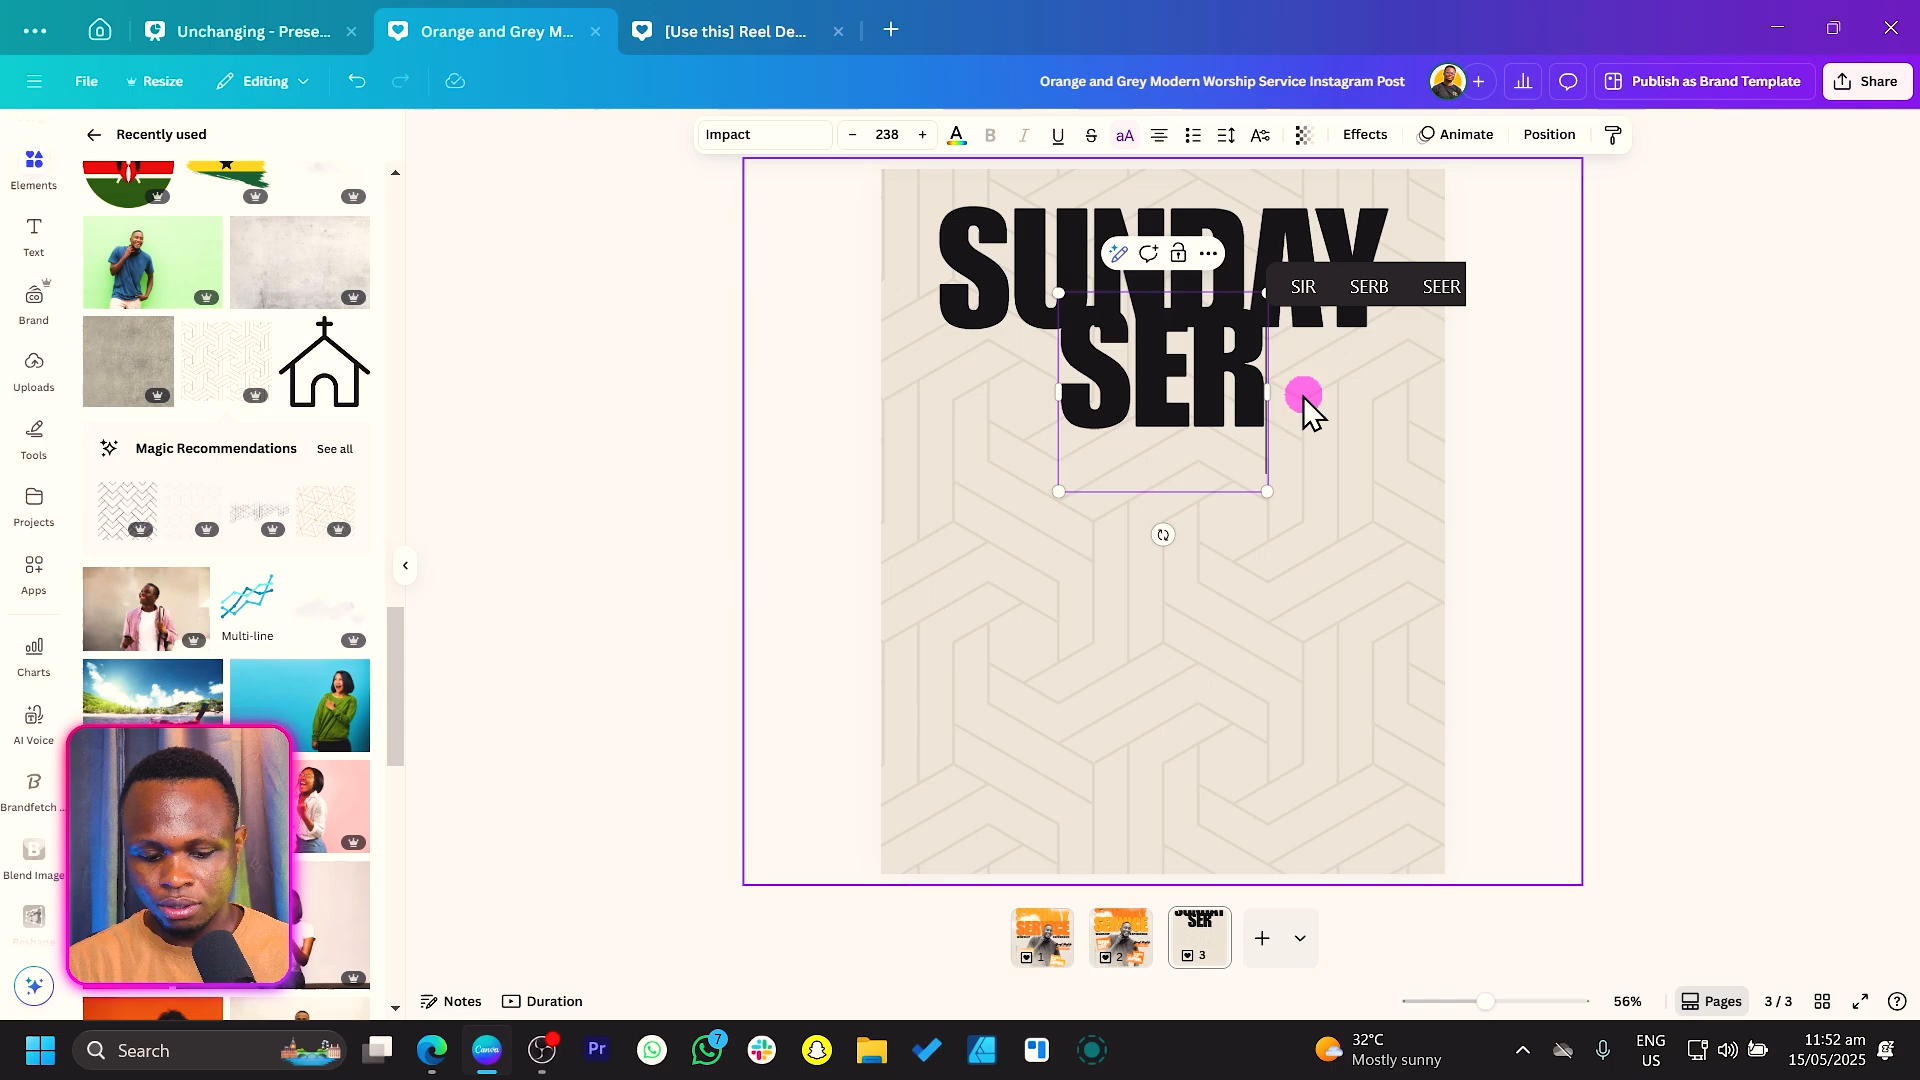 Unchanging - Prese...
Orange and Grey M...
[Use this] Reel De...
File
Resize
Editing
Orange and Grey Modern Worship Service Instagram Post
Publish as Brand Template
Share
Elements
Text
Brand
Uploads
Tools
Projects
Apps
Charts
AI Voice
Brandfetch ...
Blend Image
Reshape
Recently used
Magic Recommendations
See all
Multi-line
Impact
− 238 +
A B I U S aA
Effects
Animate
Position
SUNDAY
SIR SERB SEER
SER
1
2
3
Notes
Duration
56%
Pages
3 / 3
Search
Pr
7
32°C
Mostly sunny
ENG
US
11:52 am
15/05/2025